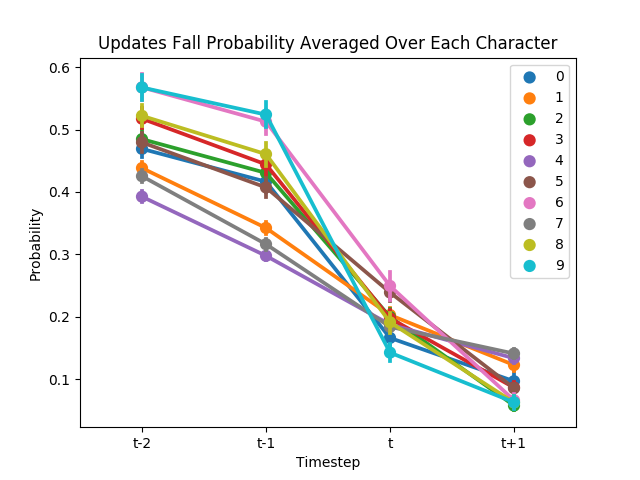 Updates Fall Probability Averaged Over Each Character
0.6
0.5
0.4
0.3
0.2
0.1
Probability
t-2
t-1
t
t+1
Timestep
0
1
2
3
4
5
6
7
8
9